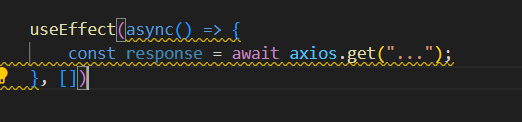 useEffect(async() => {
const response = await axios.get("...");
}, [])